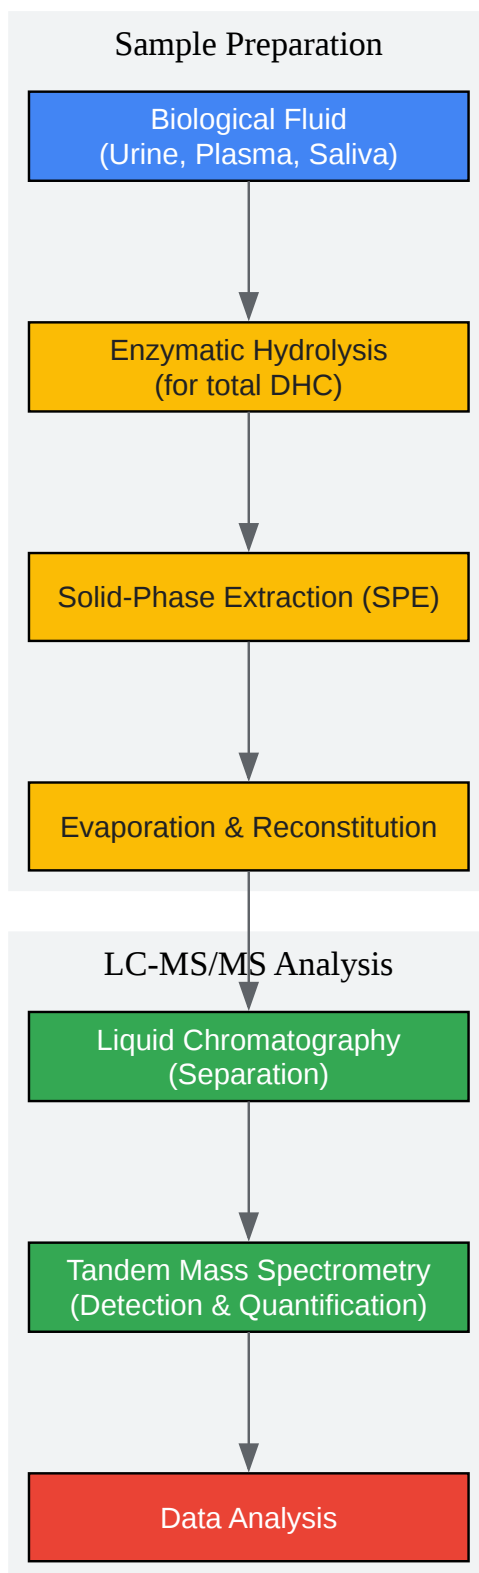 Sample Preparation
Biological Fluid
(Urine, Plasma, Saliva)
Enzymatic Hydrolysis
(for total DHC)
Solid-Phase Extraction (SPE)
Evaporation & Reconstitution
LC-MS/MS Analysis
Liquid Chromatography
(Separation)
Tandem Mass Spectrometry
(Detection & Quantification)
Data Analysis